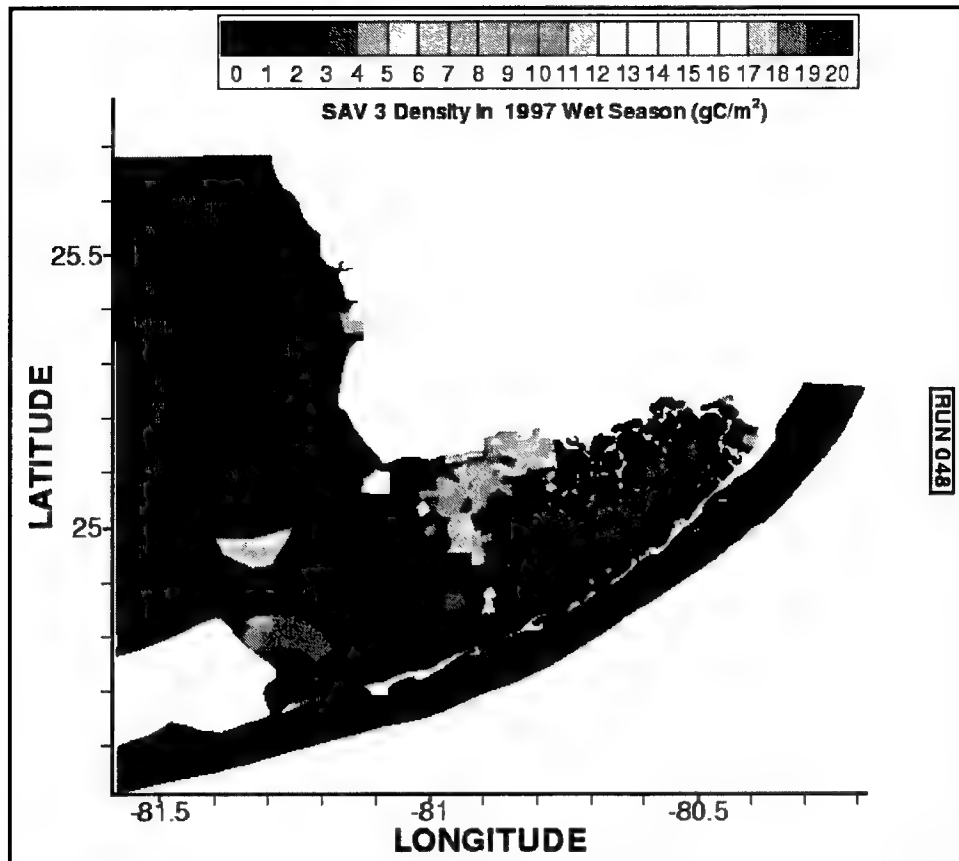 0 1 2 3 4 5 6 7 8 9 10 11 12 13 14 15 16 17 18 19 20
SAV 3 Density in 1997 Wet Season (gC/m²)
25.5
25
LATITUDE
RUN 048
-81.5 -81 -80.5
LONGITUDE